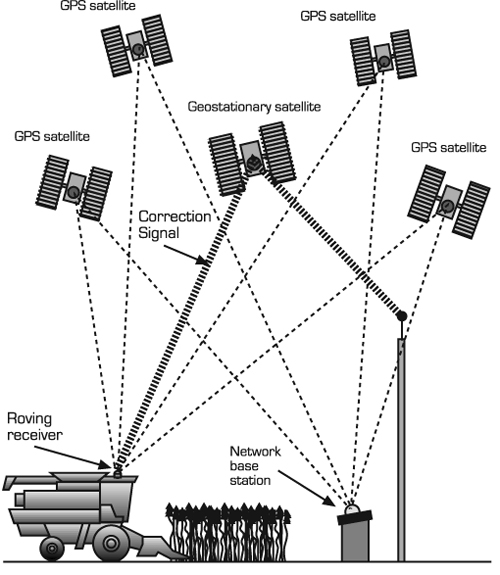 GPS satellite
GPS satellite
Geostationary satellite
GPS satellite
GPS satellite
Correction
Signal
Roving
receiver
Network
base
station